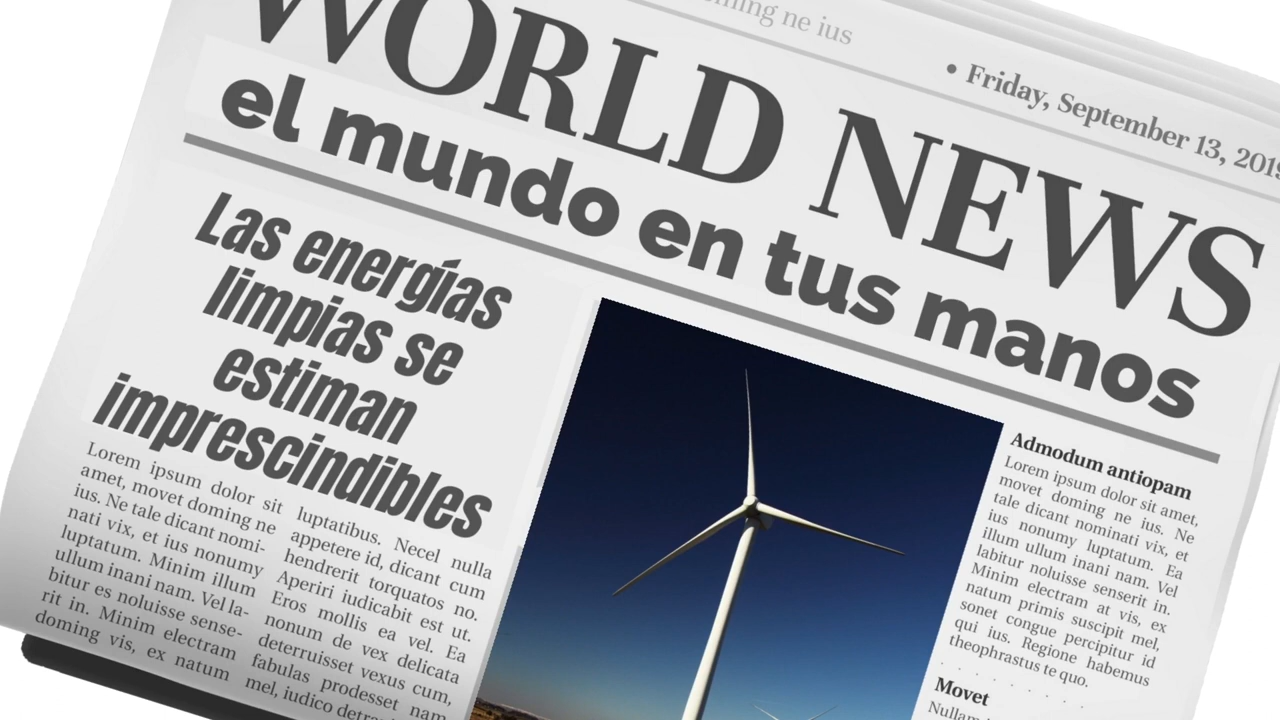 doming ne ius
• Friday, September 13, 2019
WORLD NEWS
el mundo en tus manos
Las energías
limpias se
estiman
imprescindibles
Lorem ipsum dolor sit
amet, movet doming ne
ius. Ne tale dicant nomi-
nati vix, et ius nonumy
luptatum. Minim illum
ullum inani nam. Vel la-
bitur es noluisse sense-
rit in. Minim electram
doming vis, ex natum
luptatibus. Necel nulla
appetere id, dicant cum
hendrerit torquatos no.
Aperiri iudicabit est ut.
Eros mollis ea vel. Ea
nonum de vex delicata
deterruisset vexus cum,
fabulas prodesset nam
mel, iudico
Admodum antiopam
Lorem ipsum dolor sit amet,
movet doming ne ius. Ne
tale dicant nominati vix, et
ius nonumy luptatum. Ea
illum ullum inani nam. Vel
labitur noluisse senserit in.
Minim electram at vis, ex
natum primis suscipit mel,
sonet congue percipitur id
qui ius. Regione habemus
theophrastus te quo.
Movet